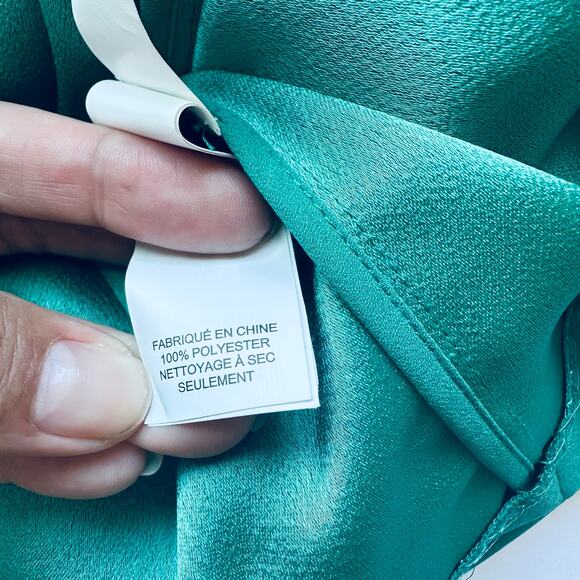 FABRIQUÉ EN CHINE
100% POLYESTER
NETTOYAGE À SEC
SEULEMENT